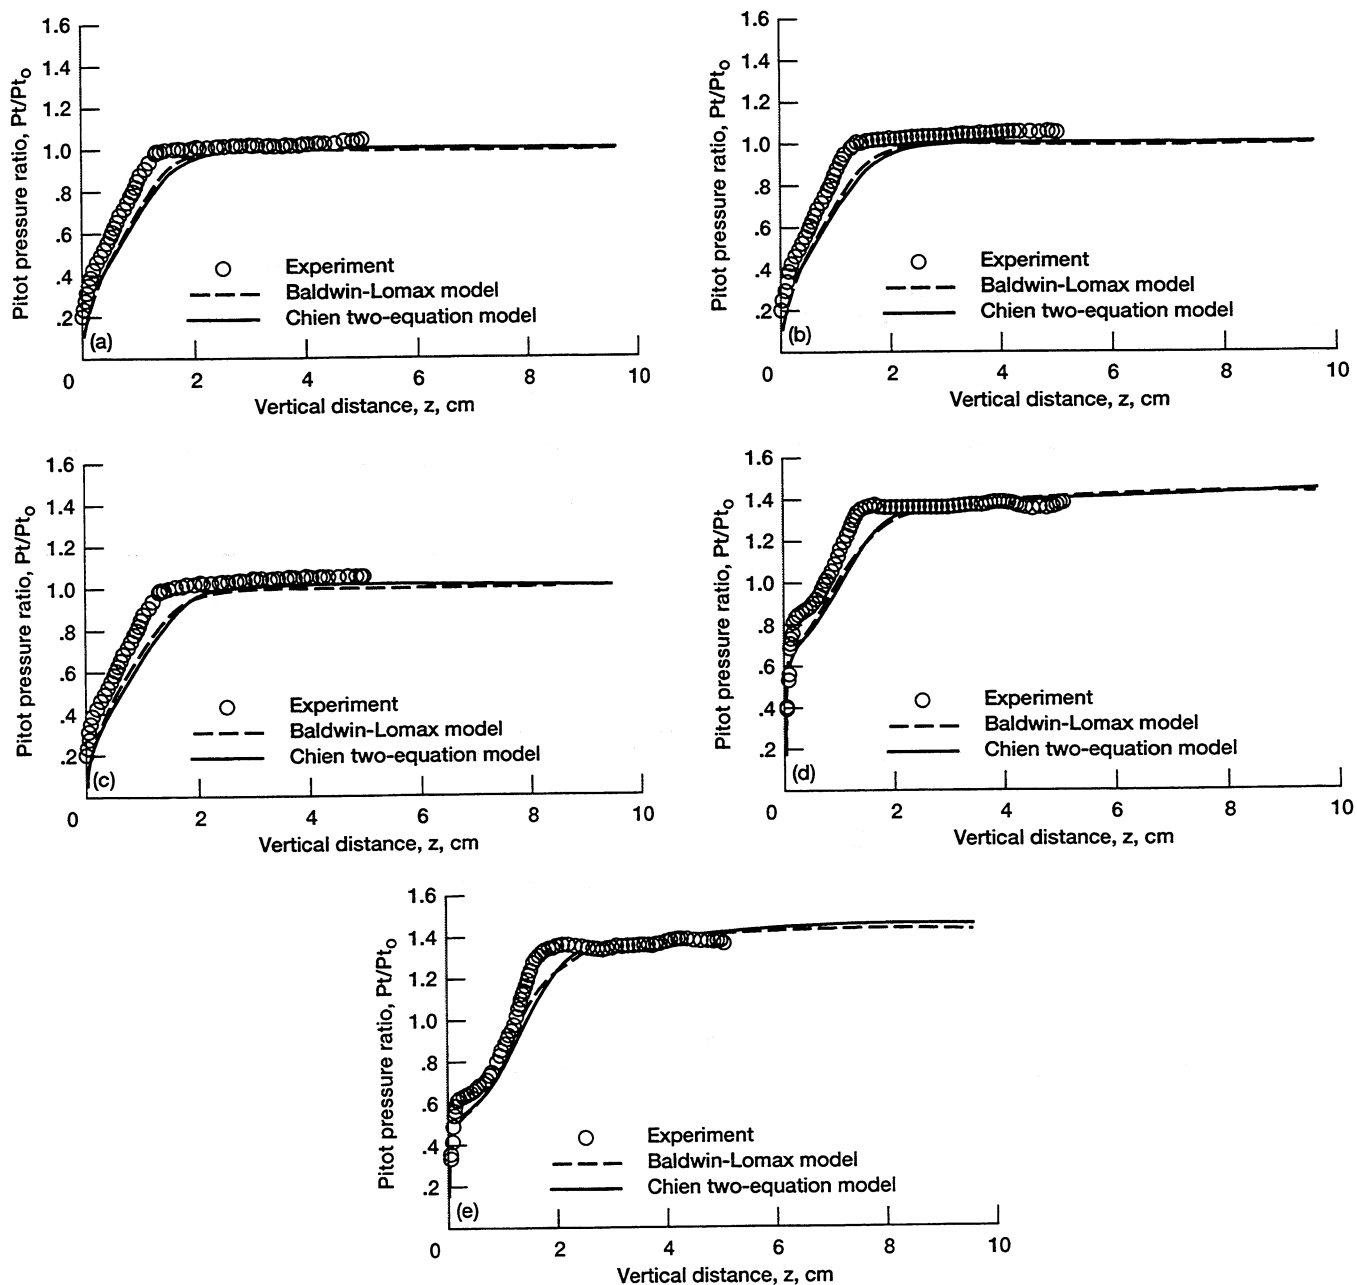 1.6
1.4
1.2
1.0
.8
.6
.4
.2
Pitot pressure ratio, Pt/Pto
Experiment
Baldwin-Lomax model
Chien two-equation model
(a)
0 2 4 6 8 10
Vertical distance, z, cm
1.6
1.4
1.2
1.0
.8
.6
.4
.2
Pitot pressure ratio, Pt/Pto
Experiment
Baldwin-Lomax model
Chien two-equation model
(b)
0 2 4 6 8 10
Vertical distance, z, cm
1.6
1.4
1.2
1.0
.8
.6
.4
.2
Pitot pressure ratio, Pt/Pto
Experiment
Baldwin-Lomax model
Chien two-equation model
(c)
0 2 4 6 8 10
Vertical distance, z, cm
1.6
1.4
1.2
1.0
.8
.6
.4
.2
Pitot pressure ratio, Pt/Pto
Experiment
Baldwin-Lomax model
Chien two-equation model
(d)
0 2 4 6 8 10
Vertical distance, z, cm
1.6
1.4
1.2
1.0
.8
.6
.4
.2
Pitot pressure ratio, Pt/Pto
Experiment
Baldwin-Lomax model
Chien two-equation model
(e)
0 2 4 6 8 10
Vertical distance, z, cm